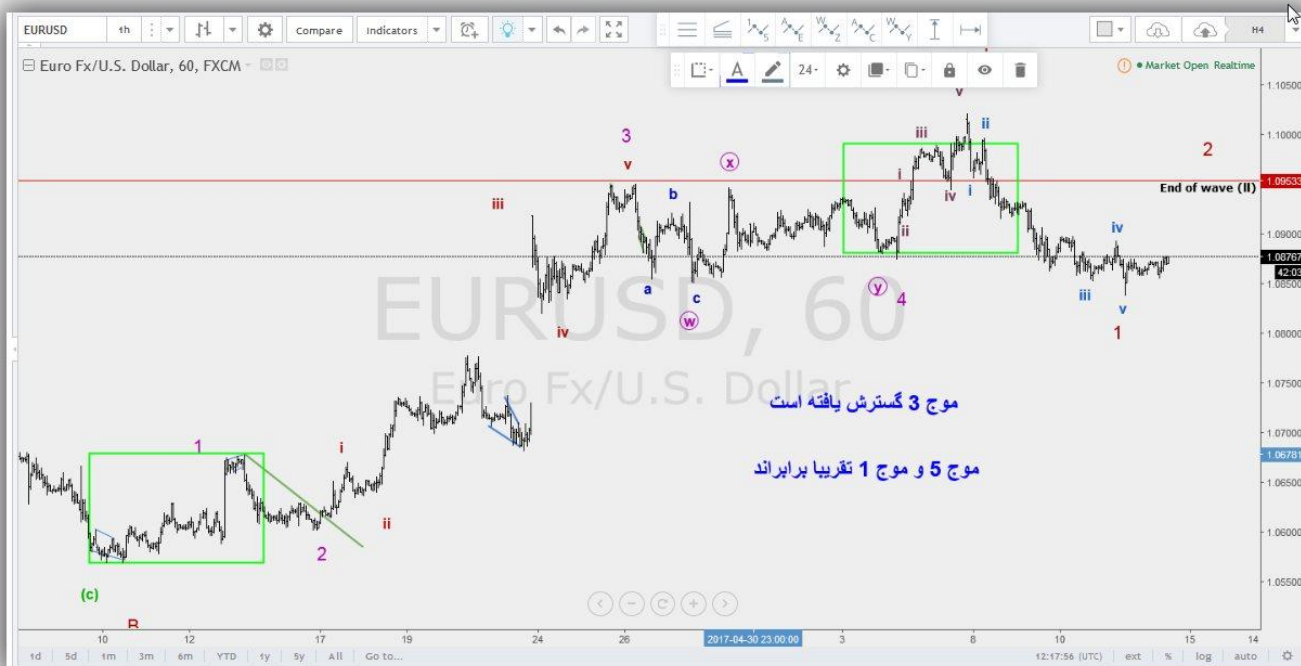 EURUSD 1h Compare Indicators H4
24
Euro Fx/U.S. Dollar, 60, FXCM
Market Open Realtime
1.10500
v
iii ii
3 1.10000
v x 2
i 1.09533
b iv i End of wave (II)
iii
ii 1.09000
iv
1.08767
42:03
a y 4 iii 1.08500
c v
w
iv 1 1.08000
EURUSD, 60
Euro Fx/U.S. Dollar
1.07500
موج 3 گسترش یافته است
1.07000
1 i 1.06781
موج 5 و موج 1 تقریبا برابراند
1.06500
ii
1.06000
2
(c) 1.05500
B
10 12 17 19 24 26 2017-04-30 23:00:00 3 8 10 15 14
1d 5d 1m 3m 6m YTD 1y 5y All Go to... 12:17:56 (UTC) ext % log auto